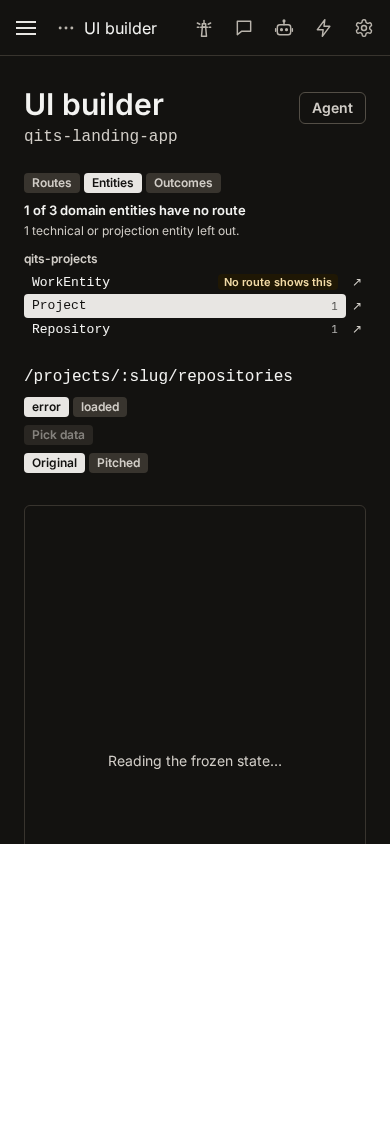 UI builder
UI builder
Agent
qits-landing-app
Routes Entities Outcomes
1 of 3 domain entities have no route
1 technical or projection entity left out.
qits-projects
WorkEntity No route shows this ↗
Project 1 ↗
Repository 1 ↗
/projects/:slug/repositories
error loaded
Pick data
Original Pitched
Reading the frozen state...